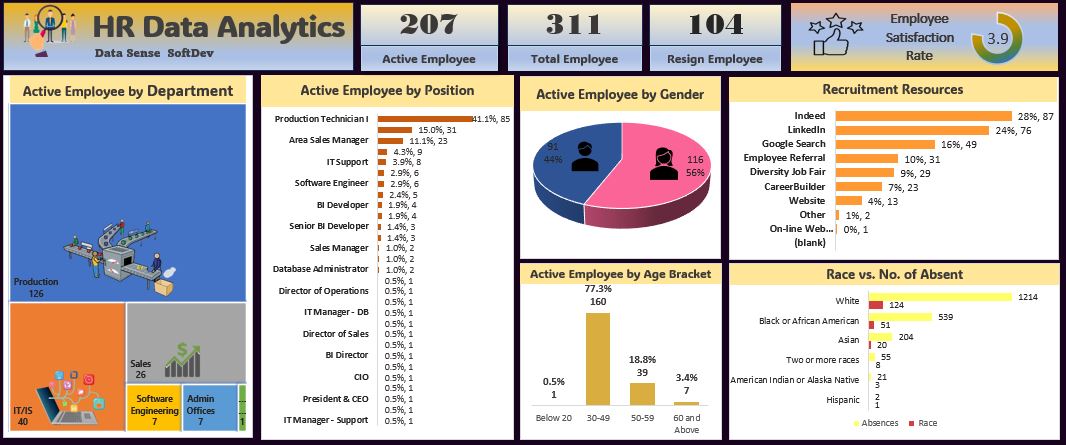 HR Data Analytics
Data Sense SoftDev
207
Active Employee
311
Total Employee
104
Resign Employee
Employee
Satisfaction
Rate
3.9
Active Employee by Department
Production
126
IT/IS
40
Sales
26
Software
Engineering
7
Admin
Offices
7
...
1
Active Employee by Position
Production Technician I 41.1%, 85
15.0%, 31
Area Sales Manager 11.1%, 23
4.3%, 9
IT Support 3.9%, 8
2.9%, 6
Software Engineer 2.9%, 6
2.4%, 5
BI Developer 1.9%, 4
1.9%, 4
Senior BI Developer 1.4%, 3
1.4%, 3
Sales Manager 1.0%, 2
1.0%, 2
Database Administrator 1.0%, 2
0.5%, 1
Director of Operations 0.5%, 1
0.5%, 1
IT Manager - DB 0.5%, 1
0.5%, 1
Director of Sales 0.5%, 1
0.5%, 1
BI Director 0.5%, 1
0.5%, 1
CIO 0.5%, 1
0.5%, 1
President & CEO 0.5%, 1
0.5%, 1
IT Manager - Support 0.5%, 1
Active Employee by Gender
91
44%
116
56%
Active Employee by Age Bracket
0.5%
1
77.3%
160
18.8%
39
3.4%
7
Below 20
30-49
50-59
60 and
Above
Recruitment Resources
Indeed 28%, 87
LinkedIn 24%, 76
Google Search 16%, 49
Employee Referral 10%, 31
Diversity Job Fair 9%, 29
CareerBuilder 7%, 23
Website 4%, 13
Other 1%, 2
On-line Web... 0%, 1
(blank)
Race vs. No. of Absent
White 1214
124
Black or African American 539
51
Asian 204
20
Two or more races 55
8
American Indian or Alaska Native 21
3
Hispanic 2
1
Absences Race